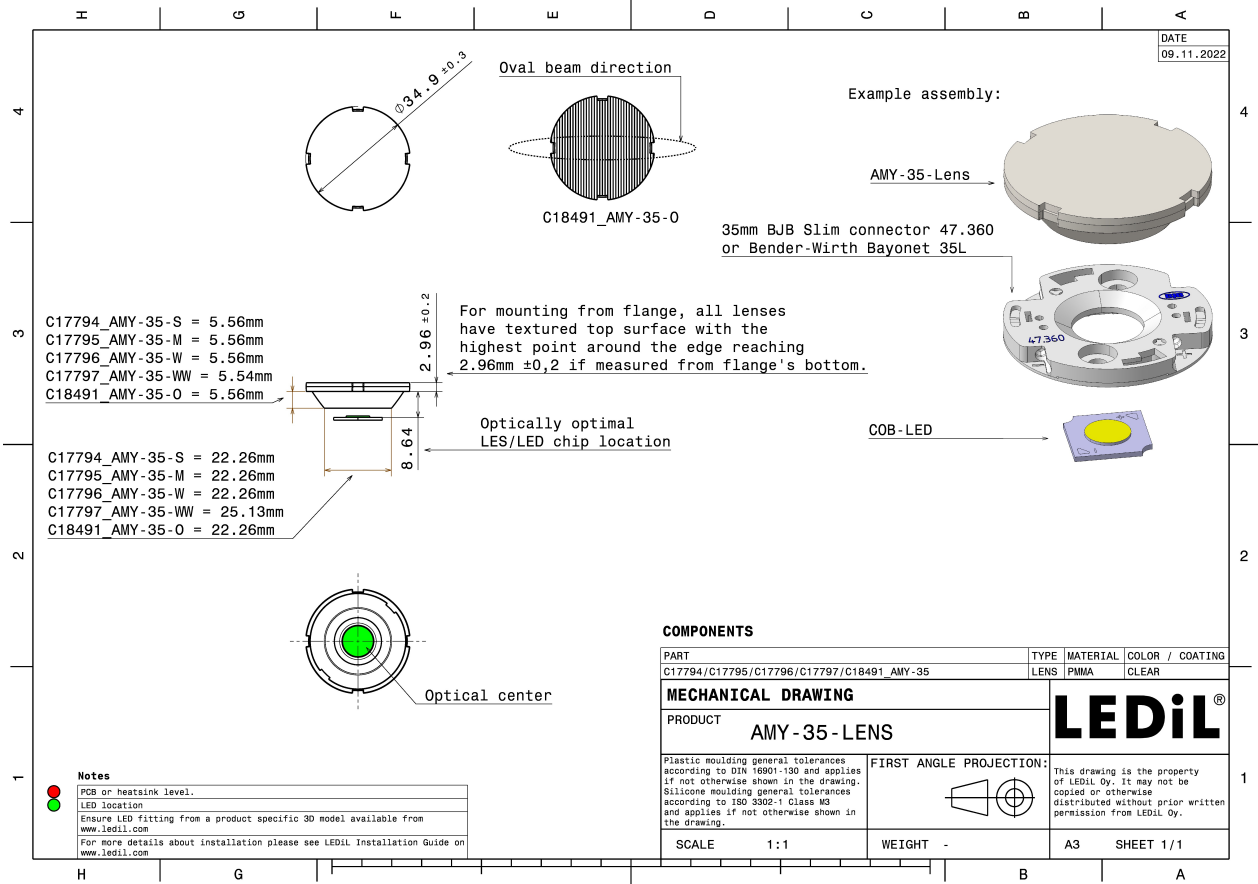 H G F E D C B A
DATE
09.11.2022
4
4
Φ34.9 ±0.3
Oval beam direction
C18491_AMY-35-O
Example assembly:
AMY-35-Lens
35mm BJB Slim connector 47.360
or Bender-Wirth Bayonet 35L
47.360
COB-LED
3
3
C17794_AMY-35-S = 5.56mm
C17795_AMY-35-M = 5.56mm
C17796_AMY-35-W = 5.56mm
C17797_AMY-35-WW = 5.54mm
C18491_AMY-35-O = 5.56mm
2.96 ±0.2
For mounting from flange, all lenses
have textured top surface with the
highest point around the edge reaching
2.96mm ±0,2 if measured from flange's bottom.
8.64
Optically optimal
LES/LED chip location
C17794_AMY-35-S = 22.26mm
C17795_AMY-35-M = 22.26mm
C17796_AMY-35-W = 22.26mm
C17797_AMY-35-WW = 25.13mm
C18491_AMY-35-O = 22.26mm
2
2
Optical center
COMPONENTS
PART TYPE MATERIAL COLOR / COATING
C17794/C17795/C17796/C17797/C18491_AMY-35 LENS PMMA CLEAR
MECHANICAL DRAWING
PRODUCT
AMY-35-LENS
LEDiL®
Plastic moulding general tolerances
according to DIN 16901-130 and applies
if not otherwise shown in the drawing.
Silicone moulding general tolerances
according to ISO 3302-1 Class M3
and applies if not otherwise shown in
the drawing.
FIRST ANGLE PROJECTION:
This drawing is the property
of LEDiL Oy. It may not be
copied or otherwise
distributed without prior written
permission from LEDiL Oy.
SCALE 1:1
WEIGHT -
A3 SHEET 1/1
1
1
Notes
PCB or heatsink level.
LED location
Ensure LED fitting from a product specific 3D model available from
www.ledil.com
For more details about installation please see LEDiL Installation Guide on
www.ledil.com
H G B A